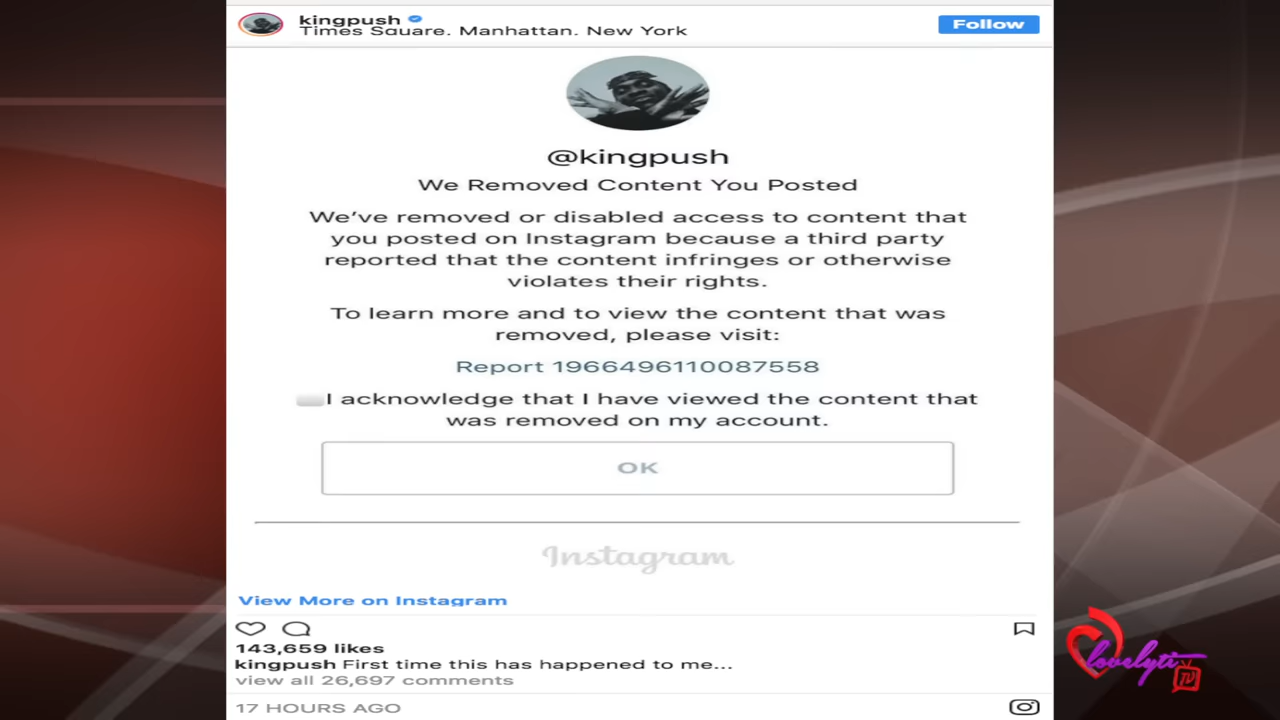 kingpush
Times Square, Manhattan, New York
Follow
@kingpush
We Removed Content You Posted
We've removed or disabled access to content that
you posted on Instagram because a third party
reported that the content infringes or otherwise
violates their rights.
To learn more and to view the content that was
removed, please visit:
Report 1966496110087558
I acknowledge that I have viewed the content that
was removed on my account.
OK
Instagram
View More on Instagram
143,659 likes
kingpush First time this has happened to me...
view all 26,697 comments
17 HOURS AGO
lovelyti
TV